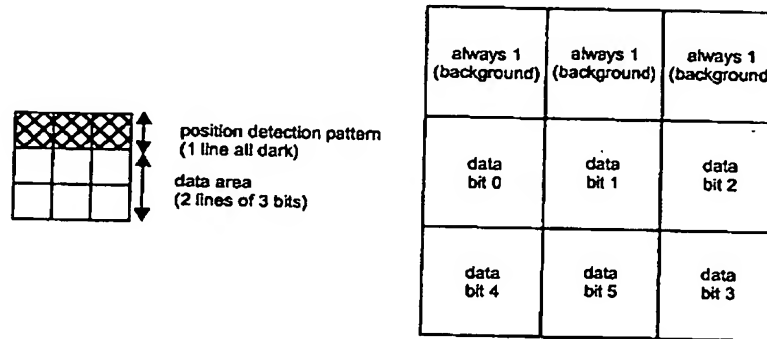 position detection pattern
(1 line all dark)
data area
(2 lines of 3 bits)
always 1
(background)
always 1
(background)
always 1
(background
data
bit 0
data
bit 1
data
bit 2
data
bit 4
data
bit 5
data
bit 3